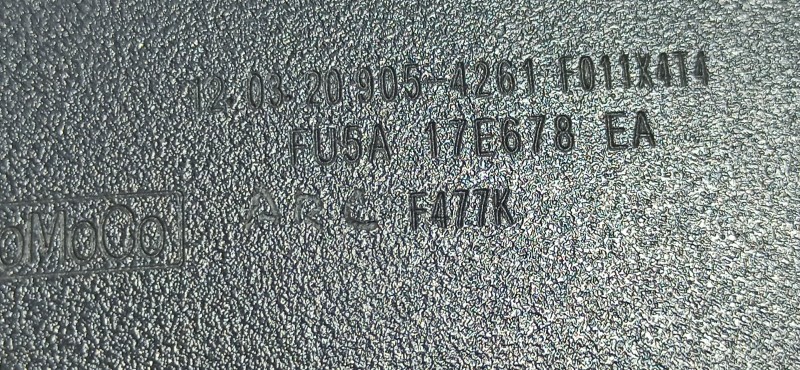 12-03-20 905-4261 F011X4T4
FU5A 17E678 EA
ARC F477K
oMoCo